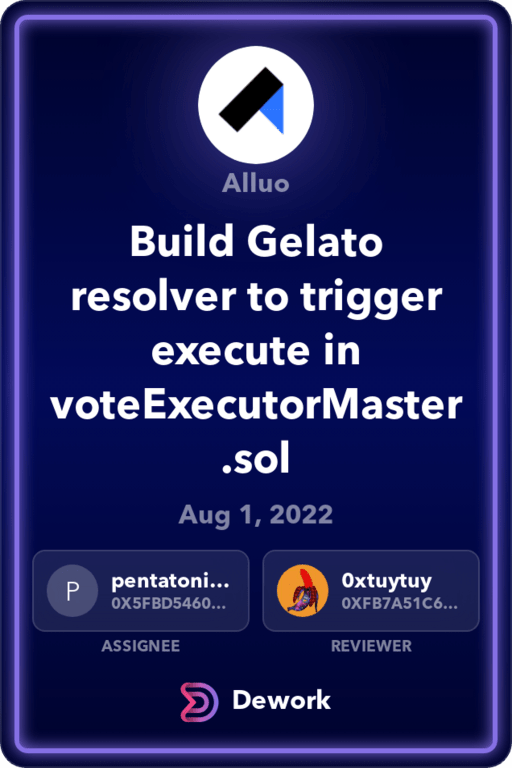 Alluo
Build Gelato
resolver to trigger
execute in
voteExecutorMaster
.sol
Aug 1, 2022
P
pentatoni...
0X5FBD5460...
0xtuytuy
0XFB7A51C6...
ASSIGNEE
REVIEWER
Dework